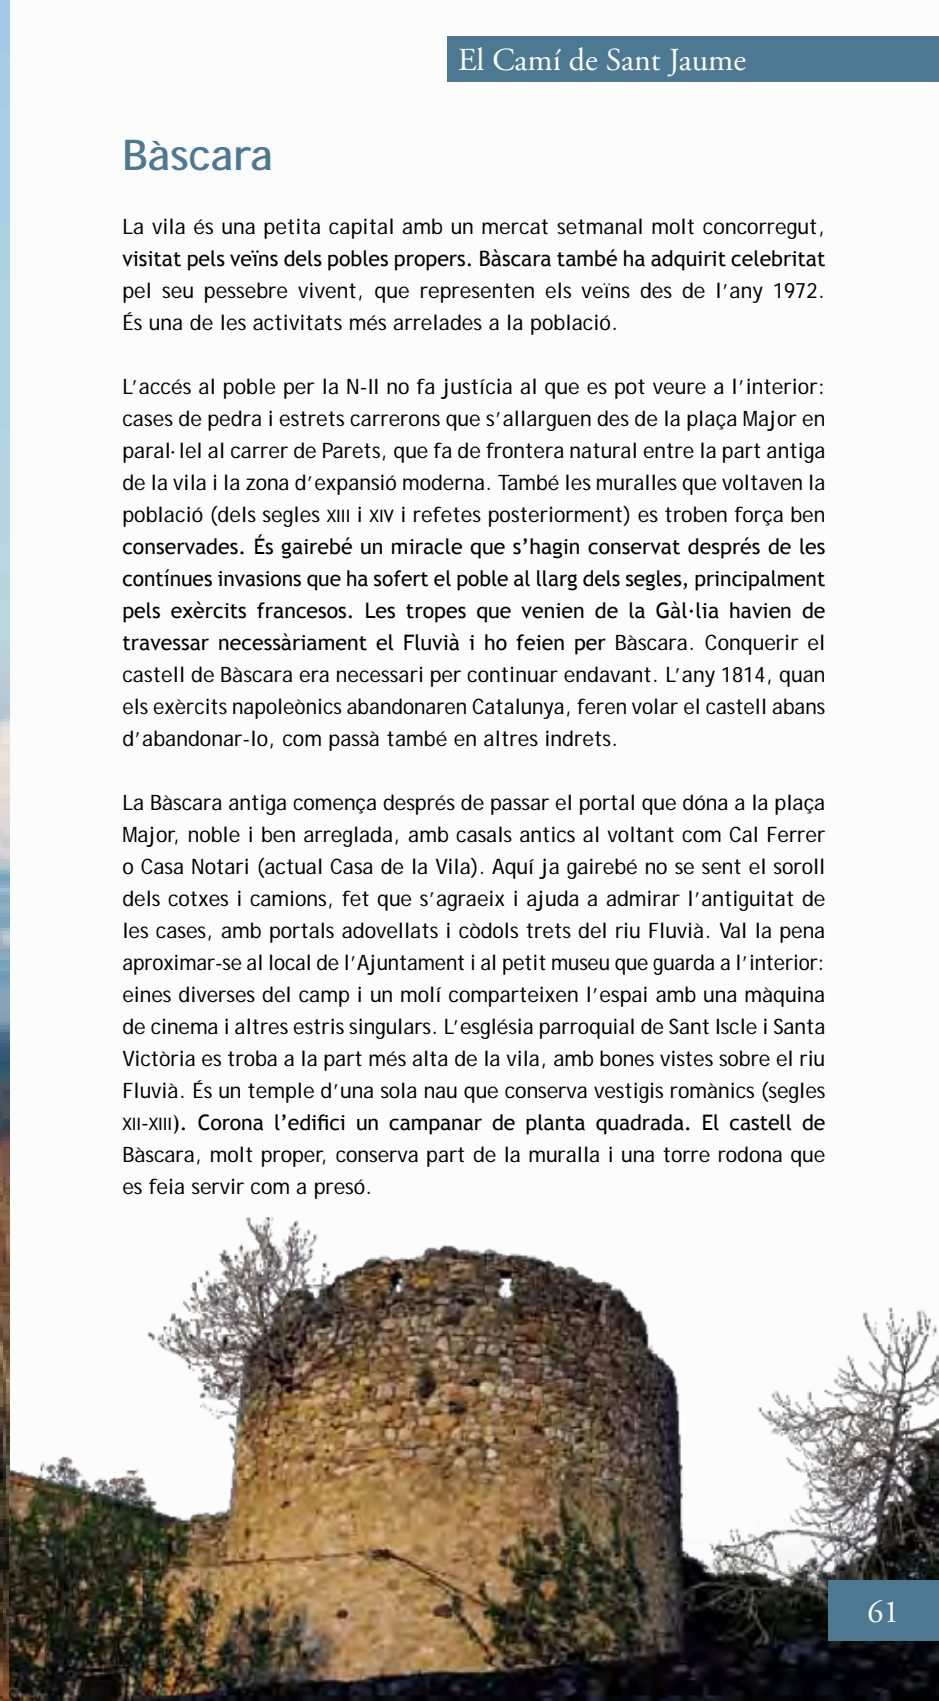 El Camí de Sant Jaume
Bàscara
La vila és una petita capital amb un mercat setmanal molt concorregut,
visitat pels veïns dels pobles propers. Bàscara també ha adquirit celebritat
pel seu pessebre vivent, que representen els veïns des de l’any 1972.
És una de les activitats més arrelades a la població.
L’accés al poble per la N-II no fa justícia al que es pot veure a l’interior:
cases de pedra i estrets carrerons que s’allarguen des de la plaça Major en
paral·lel al carrer de Parets, que fa de frontera natural entre la part antiga
de la vila i la zona d’expansió moderna. També les muralles que voltaven la
població (dels segles XIII i XIV i refetes posteriorment) es troben força ben
conservades. És gairebé un miracle que s’hagin conservat després de les
contínues invasions que ha sofert el poble al llarg dels segles, principalment
pels exèrcits francesos. Les tropes que venien de la Gàl·lia havien de
travessar necessàriament el Fluvià i ho feien per Bàscara. Conquerir el
castell de Bàscara era necessari per continuar endavant. L’any 1814, quan
els exèrcits napoleònics abandonaren Catalunya, feren volar el castell abans
d’abandonar-lo, com passà també en altres indrets.
La Bàscara antiga comença després de passar el portal que dóna a la plaça
Major, noble i ben arreglada, amb casals antics al voltant com Cal Ferrer
o Casa Notari (actual Casa de la Vila). Aquí ja gairebé no se sent el soroll
dels cotxes i camions, fet que s’agraeix i ajuda a admirar l’antiguitat de
les cases, amb portals adovellats i còdols trets del riu Fluvià. Val la pena
aproximar-se al local de l’Ajuntament i al petit museu que guarda a l’interior:
eines diverses del camp i un molí comparteixen l’espai amb una màquina
de cinema i altres estris singulars. L’església parroquial de Sant Iscle i Santa
Victòria es troba a la part més alta de la vila, amb bones vistes sobre el riu
Fluvià. És un temple d’una sola nau que conserva vestigis romànics (segles
XII-XIII). Corona l’edifici un campanar de planta quadrada. El castell de
Bàscara, molt proper, conserva part de la muralla i una torre rodona que
es feia servir com a presó.
61